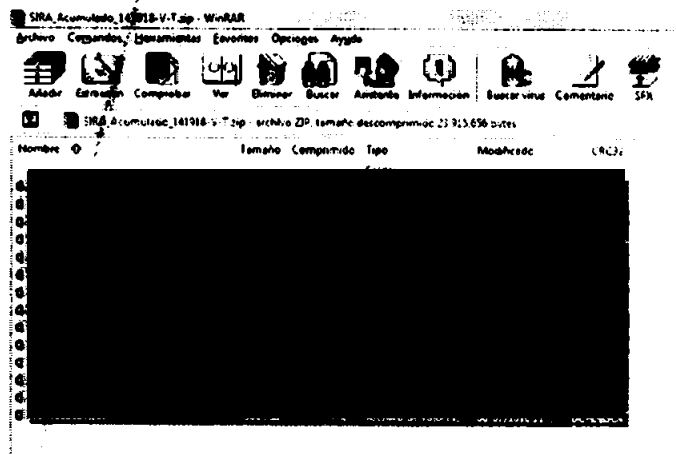 SIRA_Acumulado_141918-V-T.zip - WinRAR
Archivo Comandos Herramientas Favoritos Opciones Ayuda
Añadir Extraer en Comprobar Ver Eliminar Buscar Asistente Información Buscar virus Comentario SFX
SIRA_Acumulado_141918-V-T.zip - archivo ZIP, tamaño descomprimido 23.915.656 bytes
Nombre Tamaño Comprimido Tipo Modificado CRC32